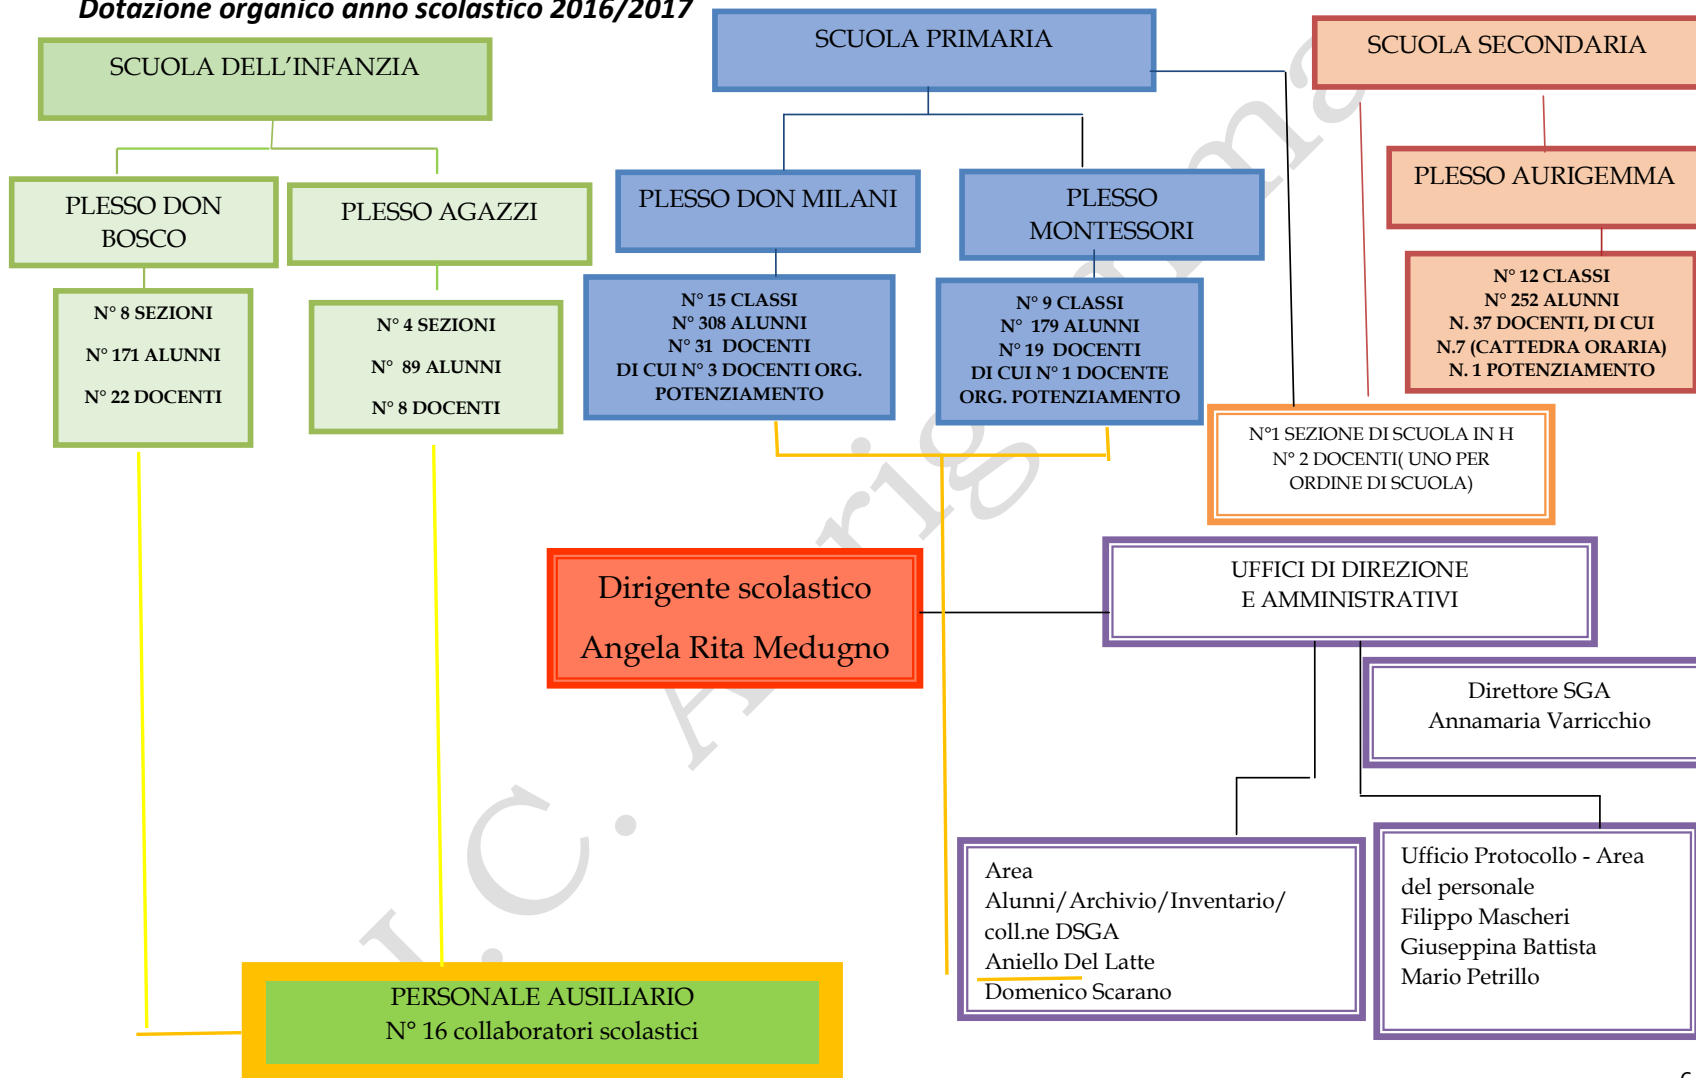 Dotazione organico anno scolastico 2016/2017
SCUOLA DELL'INFANZIA
SCUOLA PRIMARIA
SCUOLA SECONDARIA
PLESSO DON
BOSCO
PLESSO AGAZZI
PLESSO DON MILANI
PLESSO
MONTESSORI
PLESSO AURIGEMMA
N° 8 SEZIONI
N° 171 ALUNNI
N° 22 DOCENTI
N° 4 SEZIONI
N° 89 ALUNNI
N° 8 DOCENTI
N° 15 CLASSI
N° 308 ALUNNI
N° 31 DOCENTI
DI CUI N° 3 DOCENTI ORG.
POTENZIAMENTO
N° 9 CLASSI
N° 179 ALUNNI
N° 19 DOCENTI
DI CUI N° 1 DOCENTE
ORG. POTENZIAMENTO
N° 12 CLASSI
N° 252 ALUNNI
N. 37 DOCENTI, DI CUI
N.7 (CATTEDRA ORARIA)
N. 1 POTENZIAMENTO
N°1 SEZIONE DI SCUOLA IN H
N° 2 DOCENTI( UNO PER
ORDINE DI SCUOLA)
Dirigente scolastico
Angela Rita Medugno
UFFICI DI DIREZIONE
E AMMINISTRATIVI
Direttore SGA
Annamaria Varricchio
Area
Alunni/Archivio/Inventario/
coll.ne DSGA
Aniello Del Latte
Domenico Scarano
Ufficio Protocollo - Area
del personale
Filippo Mascheri
Giuseppina Battista
Mario Petrillo
PERSONALE AUSILIARIO
N° 16 collaboratori scolastici
I.C.